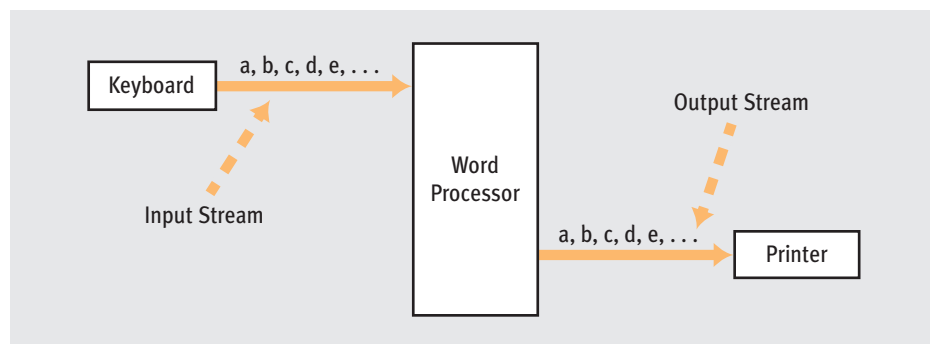 a, b, c, d, e, . . .
Keyboard
Output Stream
Word
Processor
Input Stream
a, b, c, d, e, . . .
Printer